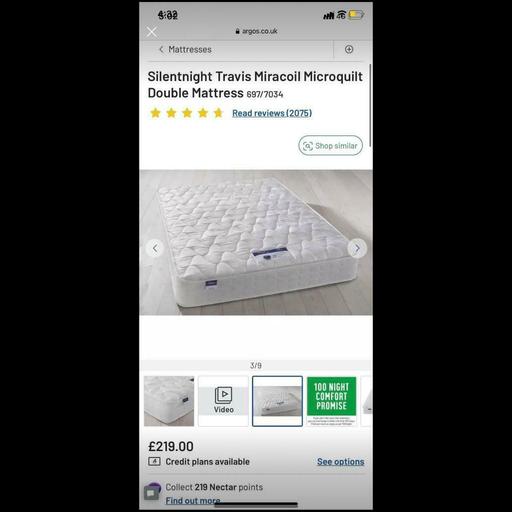 4G
argos.co.uk
Mattresses
Silentnight Travis Miracoil Microquilt
Double Mattress 697/7034
Read reviews (2075)
Shop similar
3/9
Video
100 NIGHT
COMFORT
PROMISE
£219.00
Credit plans available
See options
Collect 219 Nectar points
Find out more